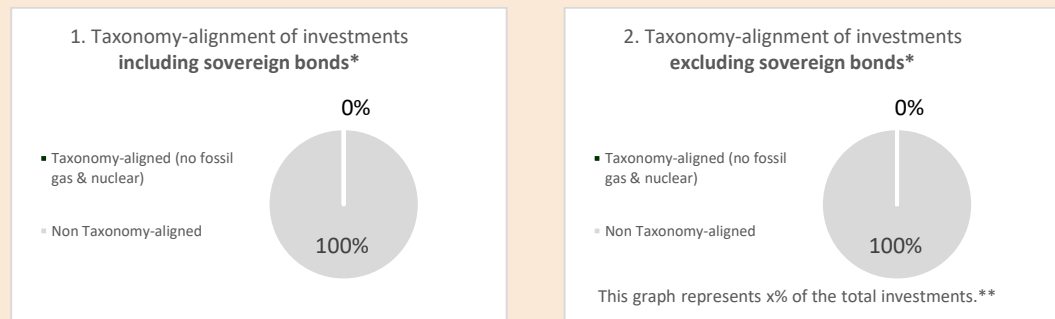 1. Taxonomy-alignment of investments
including sovereign bonds*
0%
Taxonomy-aligned (no fossil
gas & nuclear)
Non Taxonomy-aligned
100%
2. Taxonomy-alignment of investments
excluding sovereign bonds*
0%
Taxonomy-aligned (no fossil
gas & nuclear)
Non Taxonomy-aligned
100%
This graph represents x% of the total investments.**